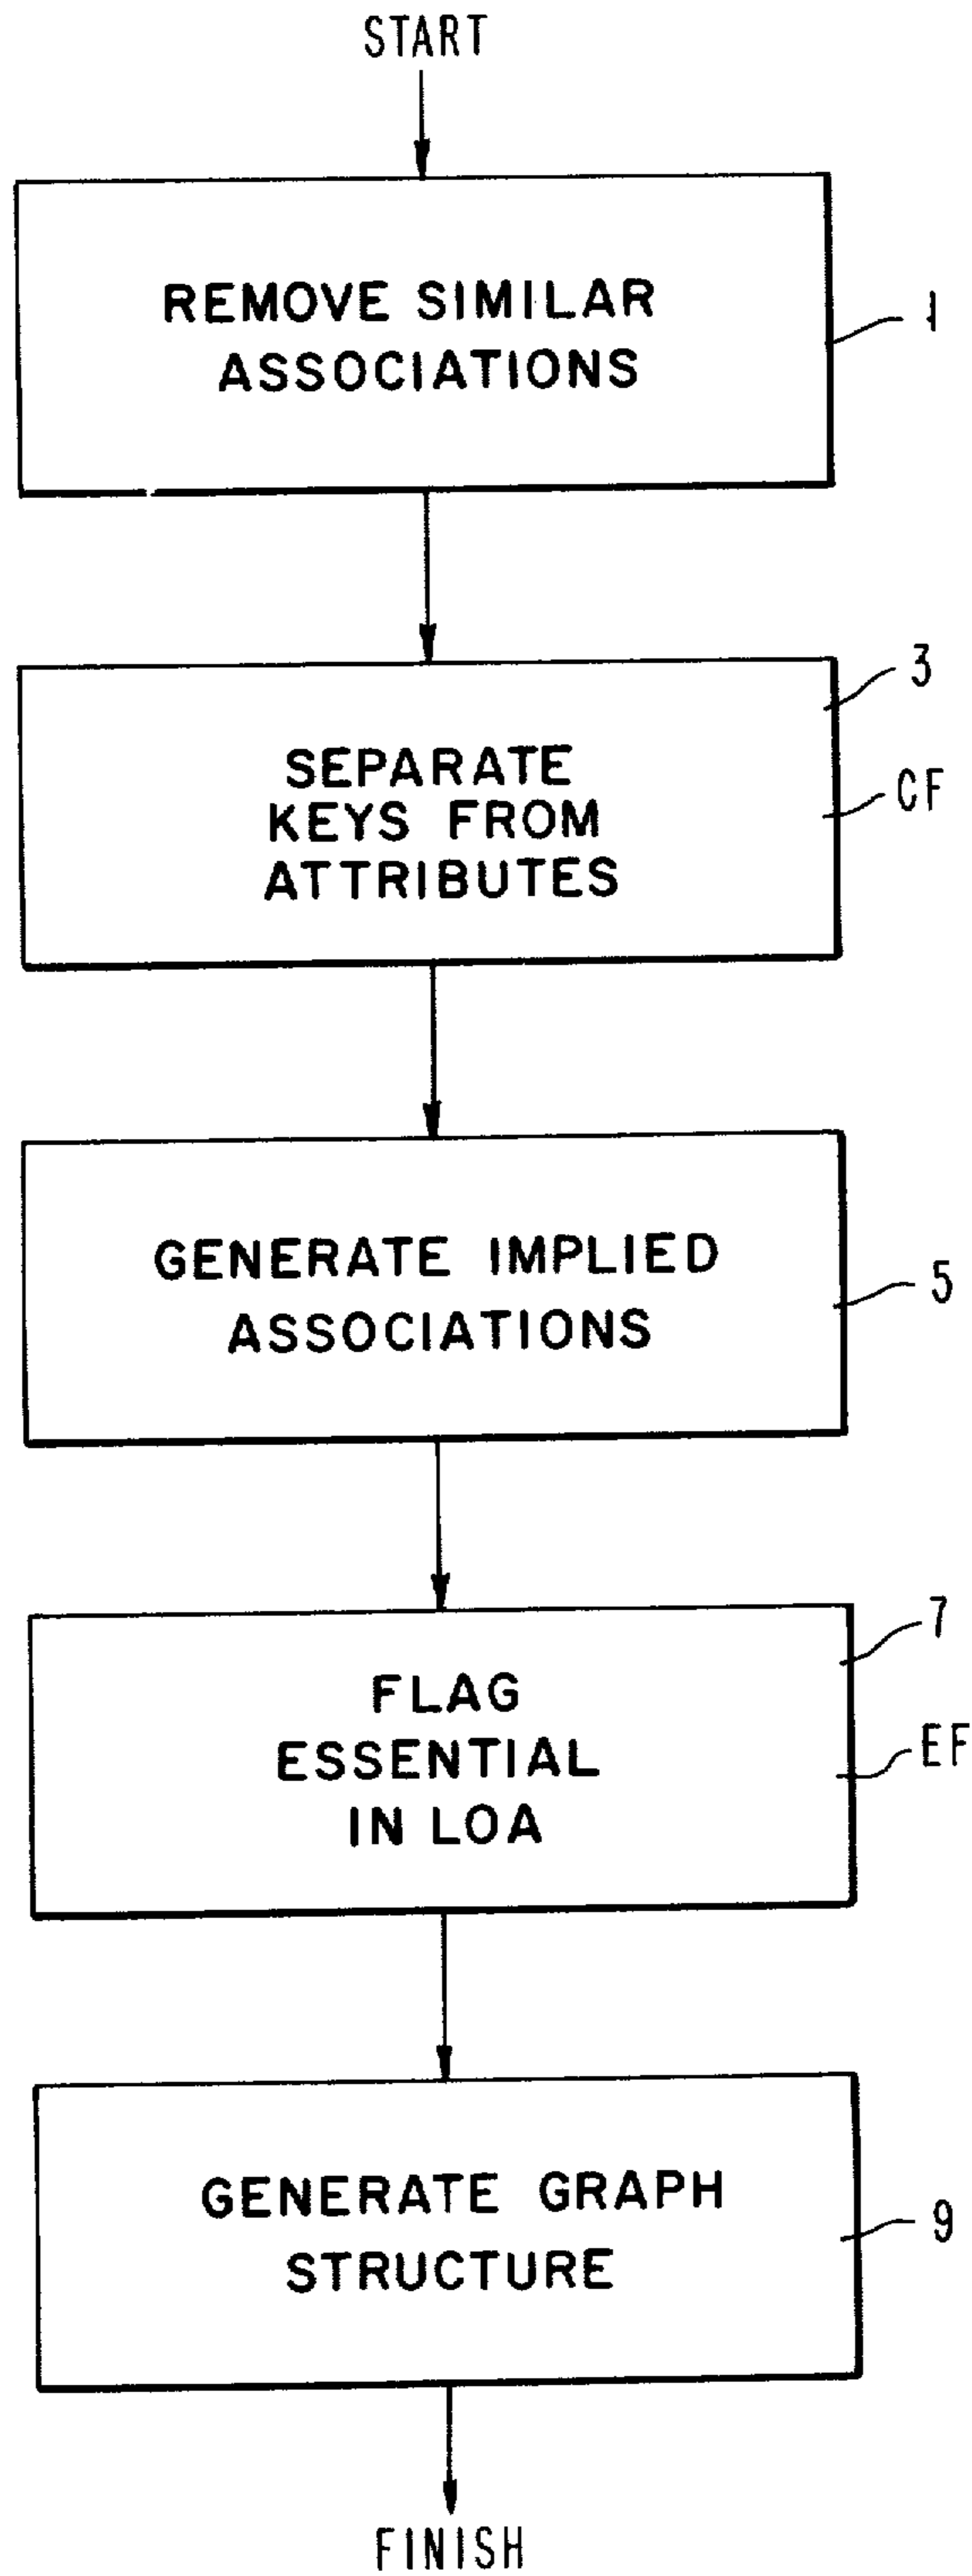 START
REMOVE SIMILAR
ASSOCIATIONS
1
SEPARATE
KEYS FROM
ATTRIBUTES
3
CF
GENERATE IMPLIED
ASSOCIATIONS
5
FLAG
ESSENTIAL
IN LOA
7
EF
GENERATE GRAPH
STRUCTURE
9
FINISH